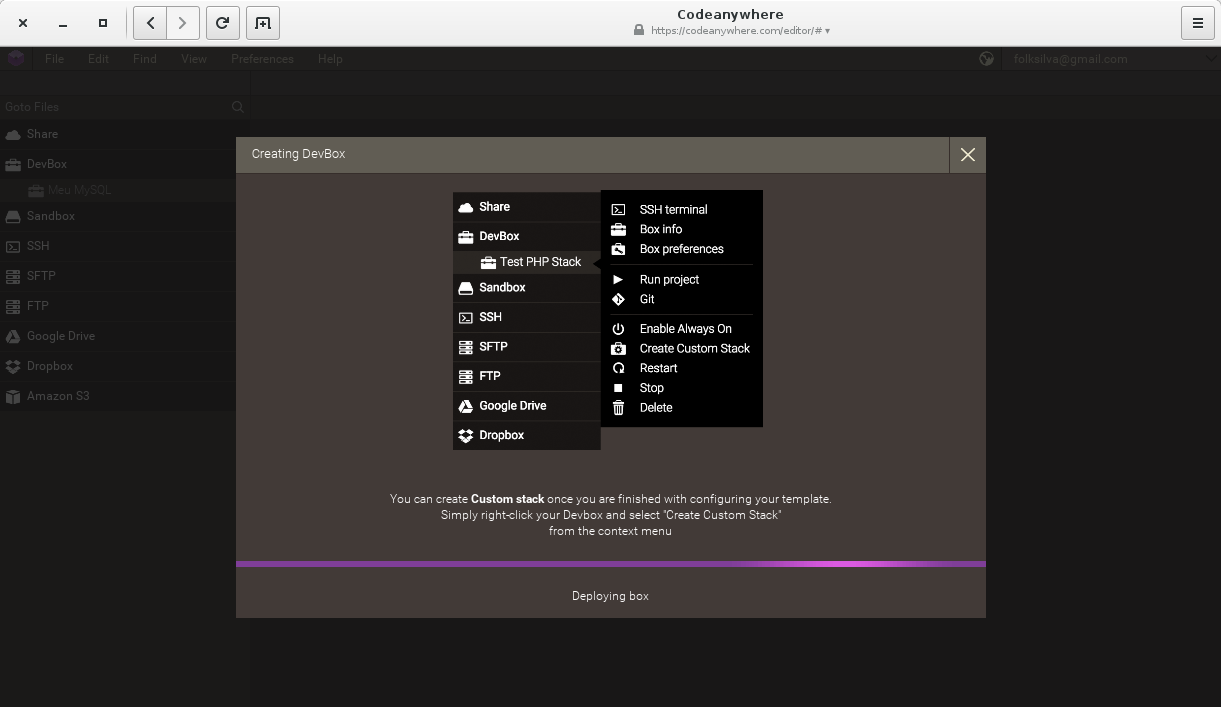 Codeanywhere
https://codeanywhere.com/editor/#
File Edit Find View Preferences Help
folksilva@gmail.com
Goto Files
Share
DevBox
Meu MySQL
Sandbox
SSH
SFTP
FTP
Google Drive
Dropbox
Amazon S3
Creating DevBox
Share
DevBox
Test PHP Stack
Sandbox
SSH
SFTP
FTP
Google Drive
Dropbox
SSH terminal
Box info
Box preferences
Run project
Git
Enable Always On
Create Custom Stack
Restart
Stop
Delete
You can create Custom stack once you are finished with configuring your template.
Simply right-click your Devbox and select "Create Custom Stack"
from the context menu
Deploying box